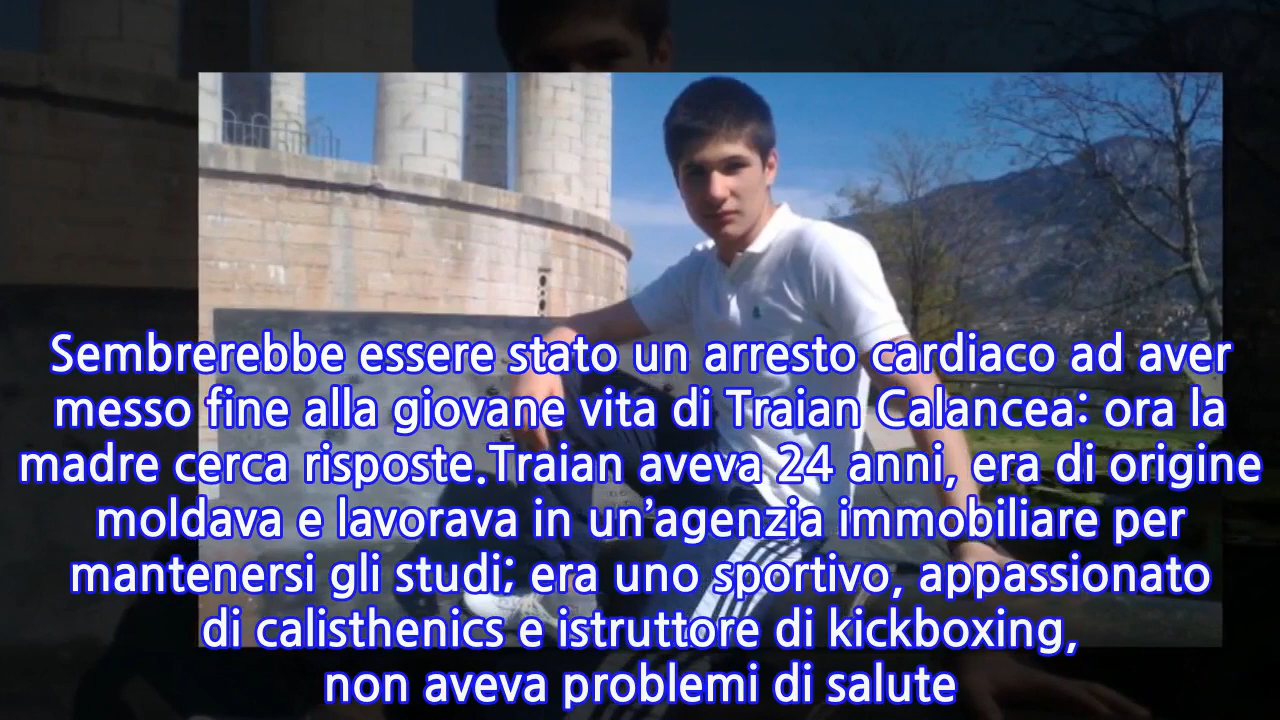 Sembrerebbe essere stato un arresto cardiaco ad aver
messo fine alla giovane vita di Traian Calancea: ora la
madre cerca risposte.Traian aveva 24 anni, era di origine
moldava e lavorava in un’agenzia immobiliare per
mantenersi gli studi; era uno sportivo, appassionato
di calisthenics e istruttore di kickboxing,
non aveva problemi di salute